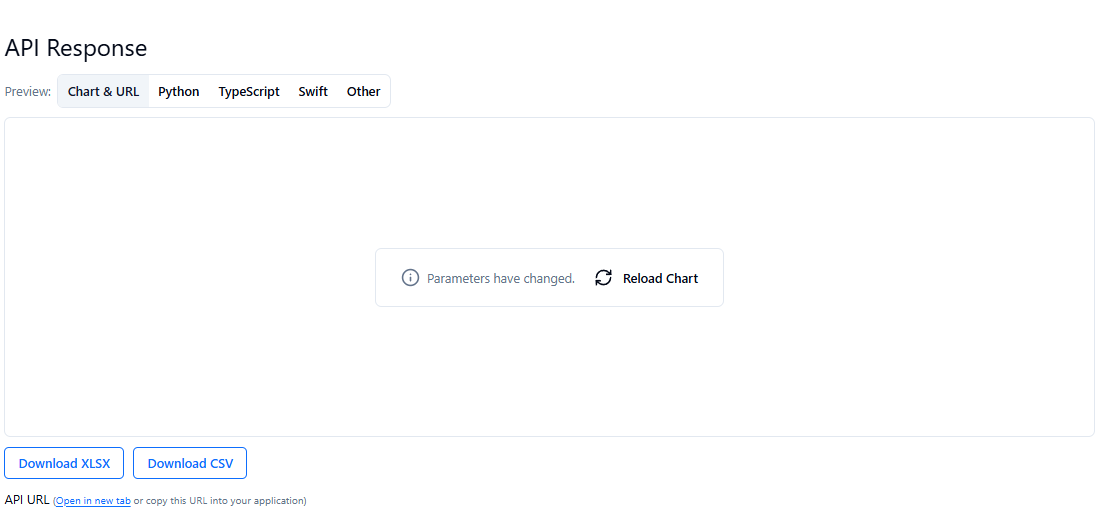 API Response
Preview: Chart & URL Python TypeScript Swift Other
Parameters have changed. Reload Chart
Download XLSX Download CSV
API URL (Open in new tab or copy this URL into your application)